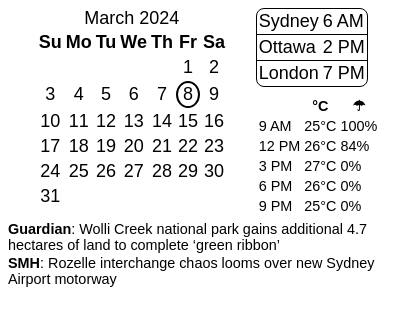 March 2024
Su Mo Tu We Th Fr Sa
1 2
3 4 5 6 7 8 9
10 11 12 13 14 15 16
17 18 19 20 21 22 23
24 25 26 27 28 29 30
31
Sydney 6 AM
Ottawa 2 PM
London 7 PM
°C ☂
9 AM 25°C 100%
12 PM 26°C 84%
3 PM 27°C 0%
6 PM 26°C 0%
9 PM 25°C 0%
Guardian: Wolli Creek national park gains additional 4.7
hectares of land to complete ‘green ribbon’
SMH: Rozelle interchange chaos looms over new Sydney
Airport motorway